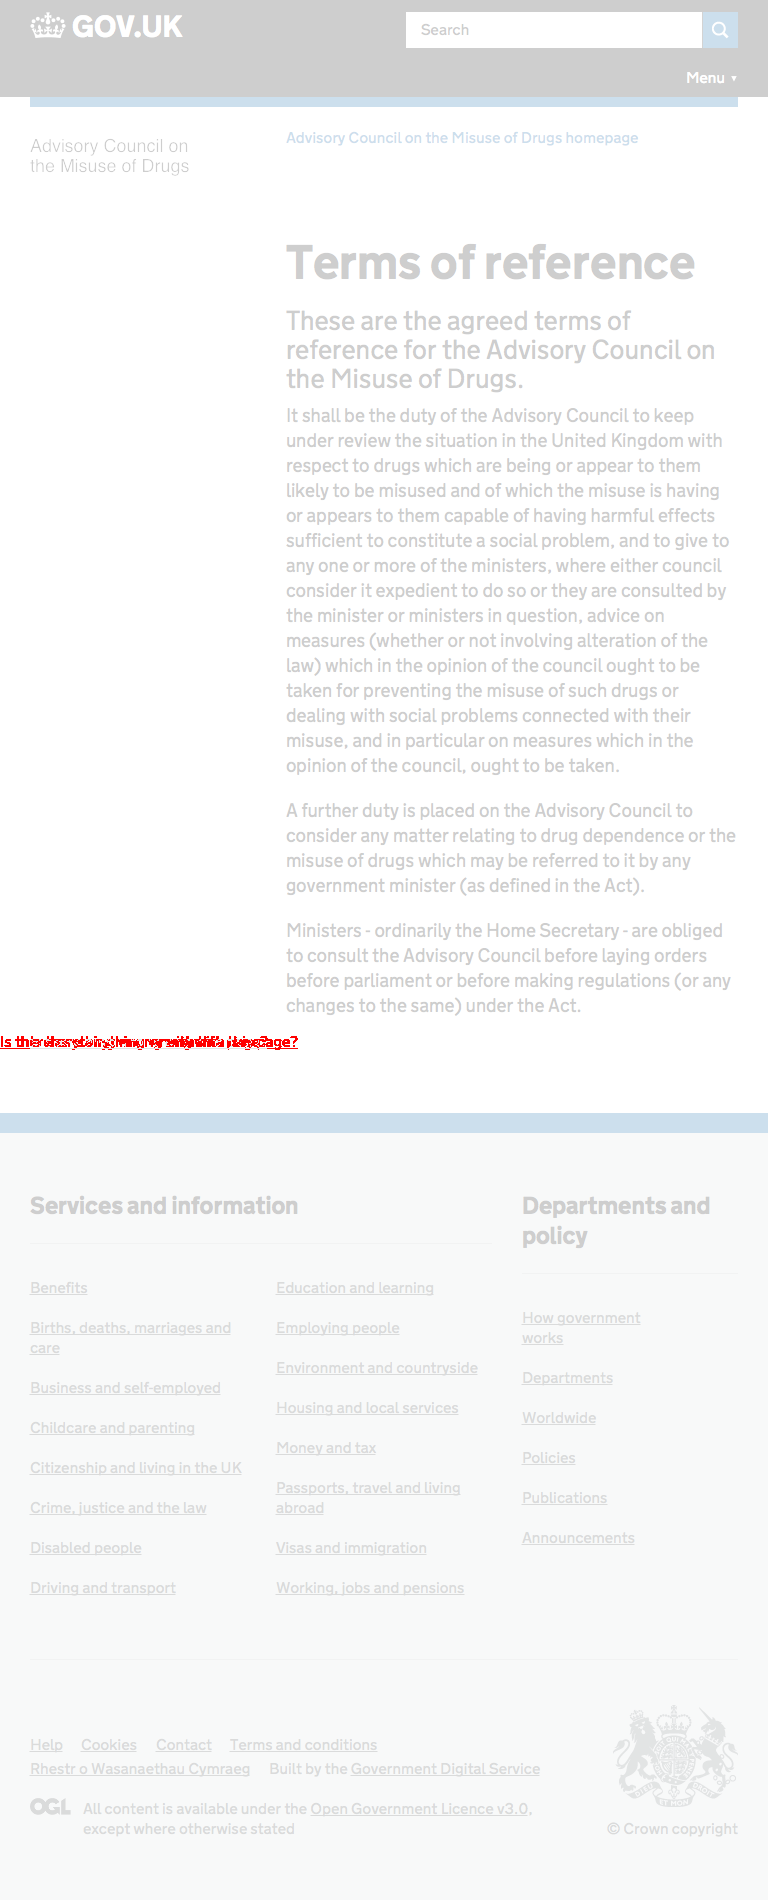 GOV.UK
Search
Menu ▼
Advisory Council on
the Misuse of Drugs
Advisory Council on the Misuse of Drugs homepage
Terms of reference
These are the agreed terms of
reference for the Advisory Council on
the Misuse of Drugs.
It shall be the duty of the Advisory Council to keep
under review the situation in the United Kingdom with
respect to drugs which are being or appear to them
likely to be misused and of which the misuse is having
or appears to them capable of having harmful effects
sufficient to constitute a social problem, and to give to
any one or more of the ministers, where either council
consider it expedient to do so or they are consulted by
the minister or ministers in question, advice on
measures (whether or not involving alteration of the
law) which in the opinion of the council ought to be
taken for preventing the misuse of such drugs or
dealing with social problems connected with their
misuse, and in particular on measures which in the
opinion of the council, ought to be taken.
A further duty is placed on the Advisory Council to
consider any matter relating to drug dependence or the
misuse of drugs which may be referred to it by any
government minister (as defined in the Act).
Ministers - ordinarily the Home Secretary - are obliged
to consult the Advisory Council before laying orders
before parliament or before making regulations (or any
changes to the same) under the Act.
Services and information
Benefits
Births, deaths, marriages and
care
Business and self-employed
Childcare and parenting
Citizenship and living in the UK
Crime, justice and the law
Disabled people
Driving and transport
Education and learning
Employing people
Environment and countryside
Housing and local services
Money and tax
Passports, travel and living
abroad
Visas and immigration
Working, jobs and pensions
Departments and
policy
How government
works
Departments
Worldwide
Policies
Publications
Announcements
Help Cookies Contact Terms and conditions
Rhestr o Wasanaethau Cymraeg Built by the Government Digital Service
OGL All content is available under the Open Government Licence v3.0,
except where otherwise stated
© Crown copyright